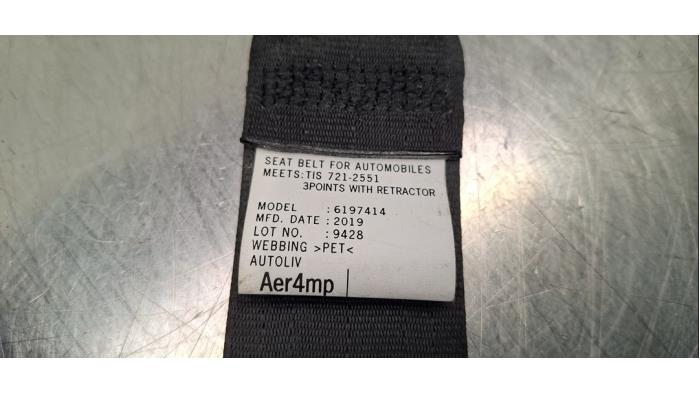 SEAT BELT FOR AUTOMOBILES
MEETS:TIS 721-2551
3POINTS WITH RETRACTOR
MODEL :6197414
MFD. DATE :2019
LOT NO. :9428
WEBBING >PET<
AUTOLIV
Aer4mp